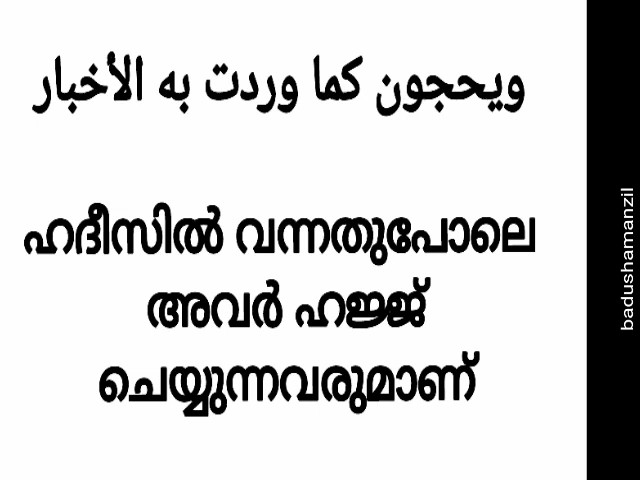 ويحجون كما وردت به الأخبار
ഹദീസിൽ വന്നതുപോലെ
അവർ ഹജ്ജ്
ചെയ്യുന്നവരുമാണ്
badushamanzil